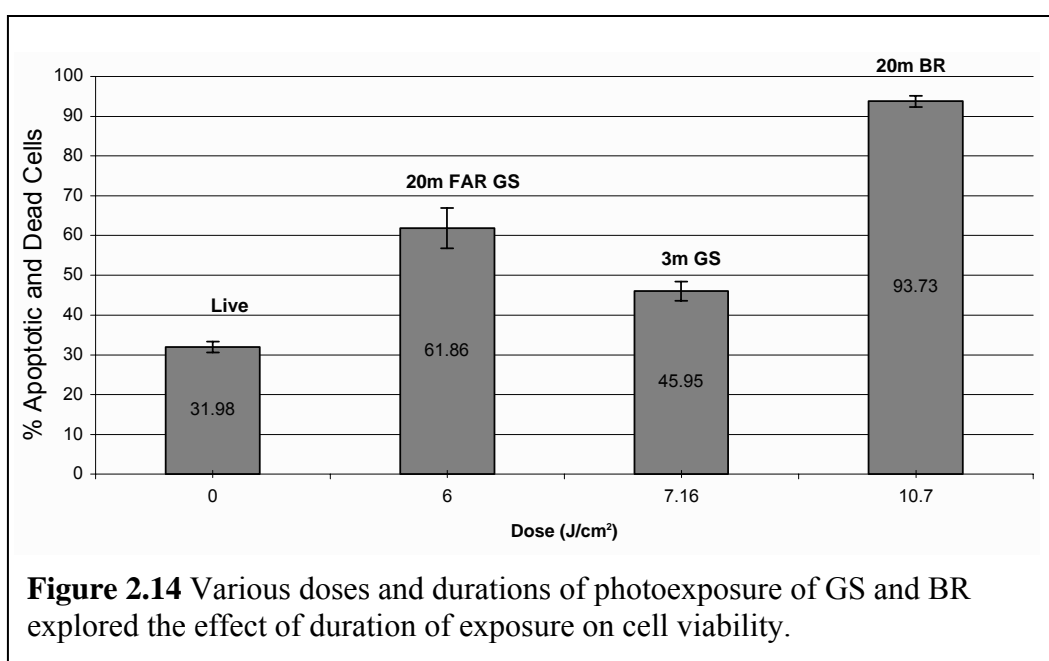 20m BR
100
90
80
70
60
50
40
30
20
10
0
% Apoptotic and Dead Cells
Live
20m FAR GS
3m GS
31.98
61.86
45.95
93.73
0 6 7.16 10.7
Dose (J/cm²)
Figure 2.14 Various doses and durations of photoexposure of GS and BR
explored the effect of duration of exposure on cell viability.